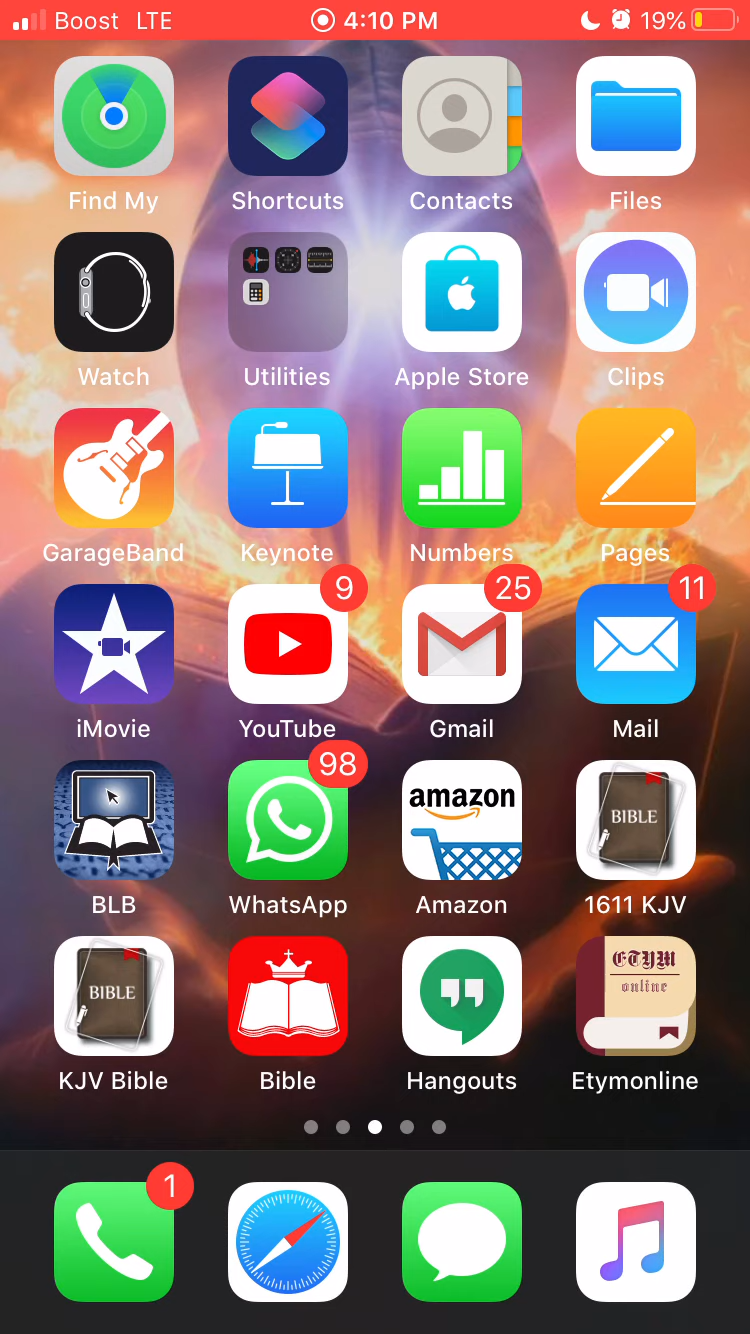 Boost LTE 4:10 PM 19%
Find My Shortcuts Contacts Files
Watch Utilities Apple Store Clips
GarageBand Keynote Numbers Pages
9 25 11
iMovie YouTube Gmail Mail
98
amazon
BIBLE
BLB WhatsApp Amazon 1611 KJV
ETYM
online
BIBLE
KJV Bible Bible Hangouts Etymonline
1